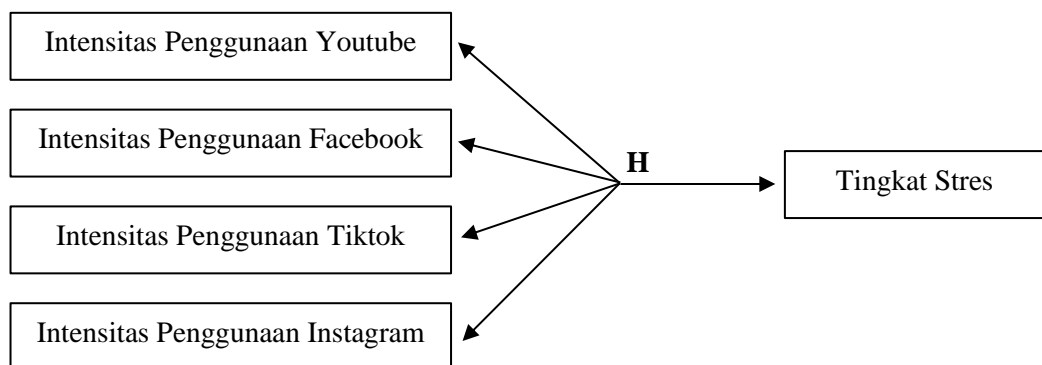 Intensitas Penggunaan Youtube
Intensitas Penggunaan Facebook
H
Tingkat Stres
Intensitas Penggunaan Tiktok
Intensitas Penggunaan Instagram